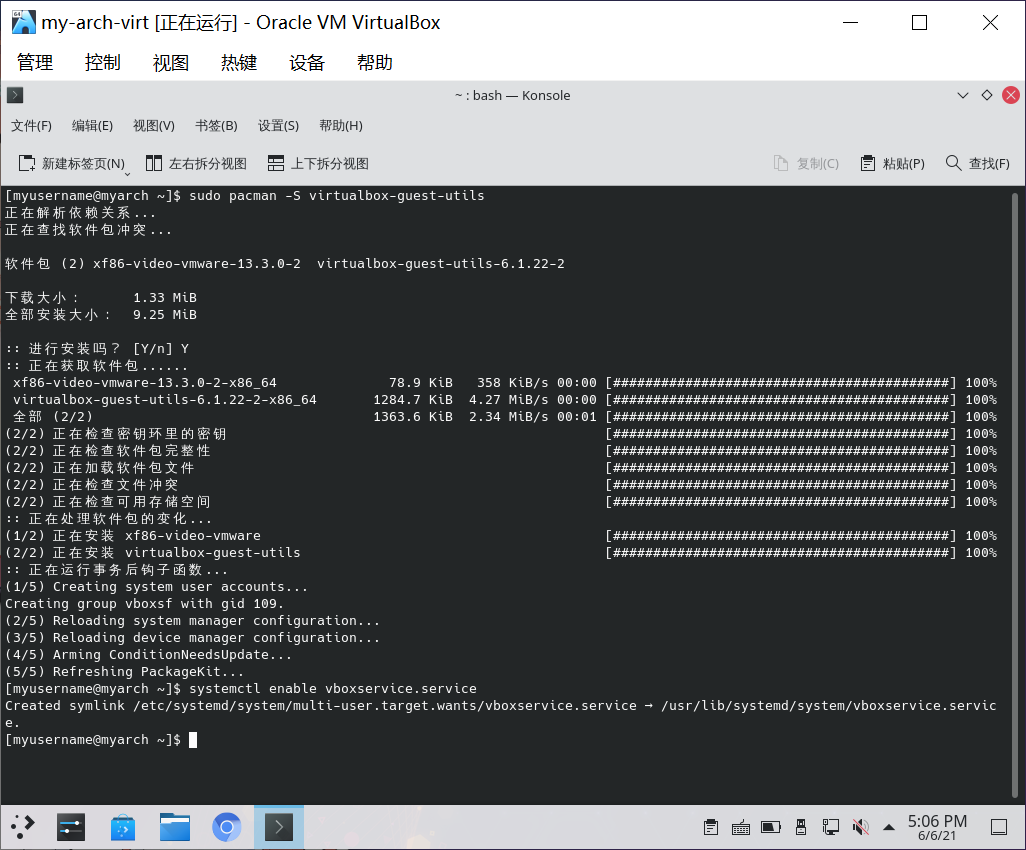 my-arch-virt [正在运行] - Oracle VM VirtualBox
管理 控制 视图 热键 设备 帮助
~ : bash — Konsole
文件(F) 编辑(E) 视图(V) 书签(B) 设置(S) 帮助(H)
新建标签页(N) 左右拆分视图 上下拆分视图 复制(C) 粘贴(P) 查找(F)
[myusername@myarch ~]$ sudo pacman -S virtualbox-guest-utils
正在解析依赖关系...
正在查找软件包冲突...
软件包 (2) xf86-video-vmware-13.3.0-2  virtualbox-guest-utils-6.1.22-2
下载大小：  1.33 MiB
全部安装大小：  9.25 MiB
:: 进行安装吗？ [Y/n] Y
:: 正在获取软件包......
xf86-video-vmware-13.3.0-2-x86_64 78.9 KiB 358 KiB/s 00:00 [##########################################] 100%
virtualbox-guest-utils-6.1.22-2-x86_64 1284.7 KiB 4.27 MiB/s 00:00 [##########################################] 100%
全部 (2/2) 1363.6 KiB 2.34 MiB/s 00:01 [##########################################] 100%
(2/2) 正在检查密钥环里的密钥 [##########################################] 100%
(2/2) 正在检查软件包完整性 [##########################################] 100%
(2/2) 正在加载软件包文件 [##########################################] 100%
(2/2) 正在检查文件冲突 [##########################################] 100%
(2/2) 正在检查可用存储空间 [##########################################] 100%
:: 正在处理软件包的变化...
(1/2) 正在安装 xf86-video-vmware [##########################################] 100%
(2/2) 正在安装 virtualbox-guest-utils [##########################################] 100%
:: 正在运行事务后钩子函数...
(1/5) Creating system user accounts...
Creating group vboxsf with gid 109.
(2/5) Reloading system manager configuration...
(3/5) Reloading device manager configuration...
(4/5) Arming ConditionNeedsUpdate...
(5/5) Refreshing PackageKit...
[myusername@myarch ~]$ systemctl enable vboxservice.service
Created symlink /etc/systemd/system/multi-user.target.wants/vboxservice.service → /usr/lib/systemd/system/vboxservice.servic
e.
[myusername@myarch ~]$
5:06 PM
6/6/21